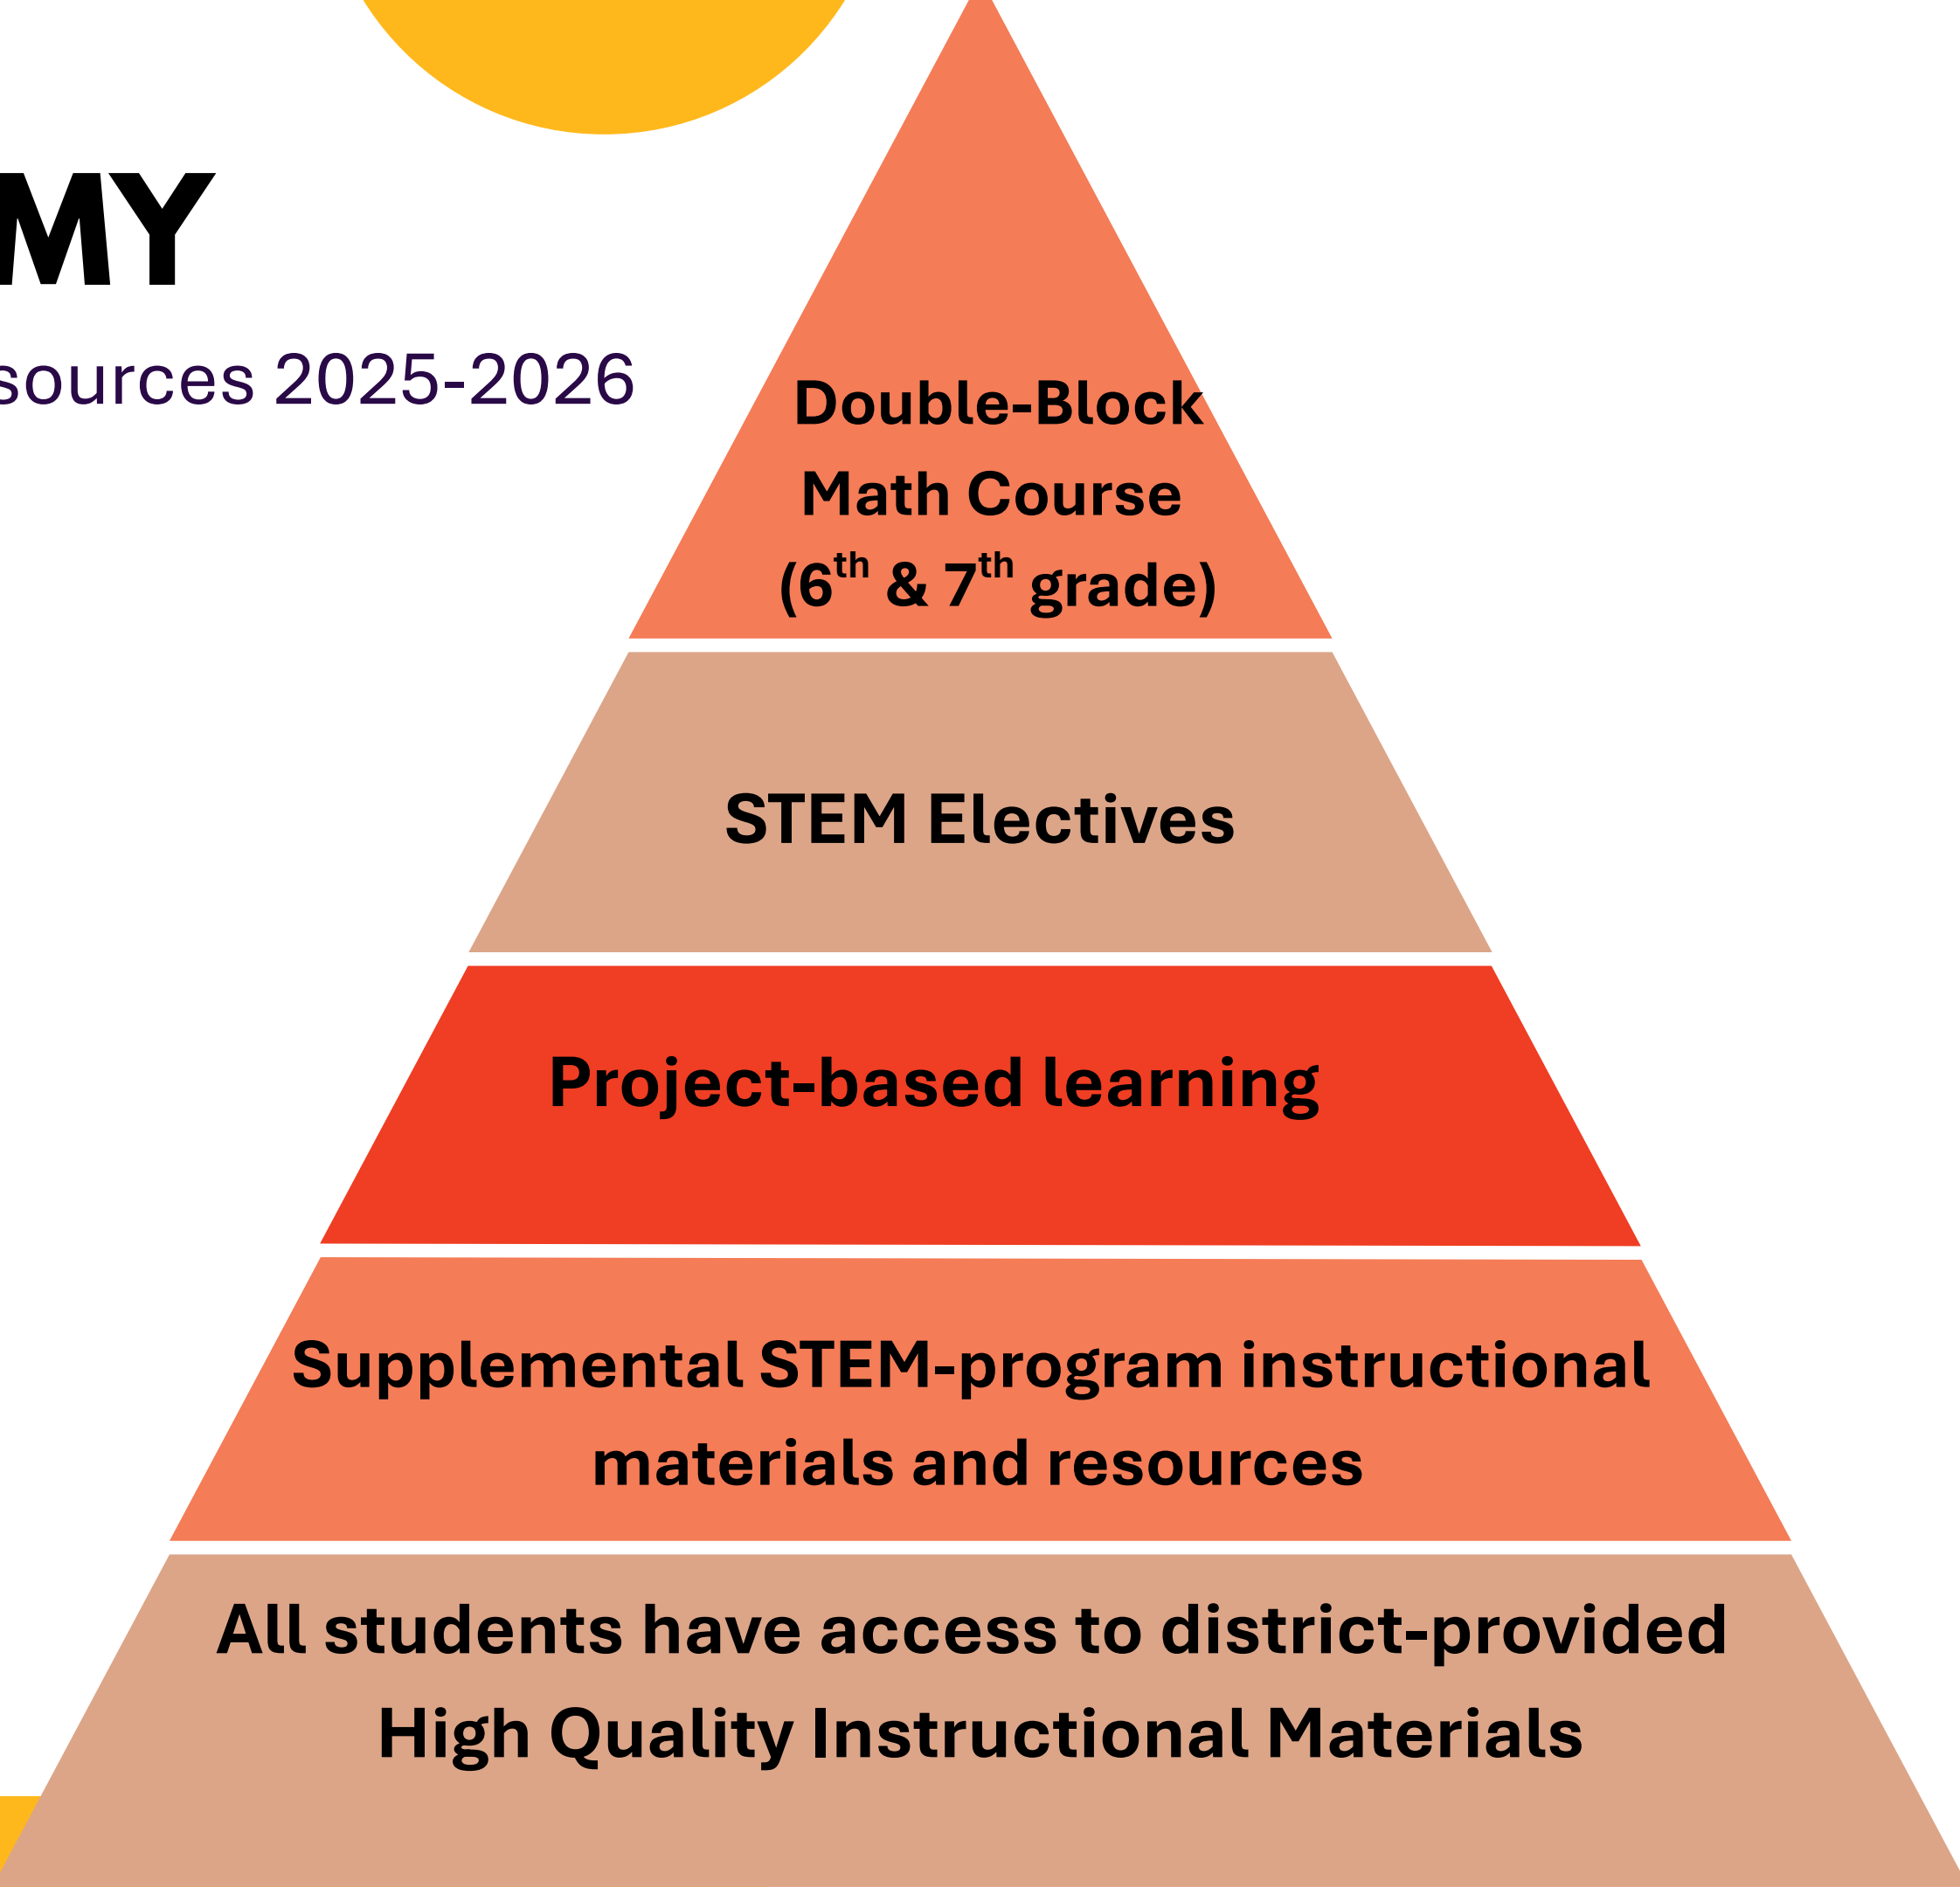 MY
sources 2025-2026
Double-Block
Math Course
(6th & 7th grade)
STEM Electives
Project-based learning
Supplemental STEM-program instructional
materials and resources
All students have access to district-provided
High Quality Instructional Materials